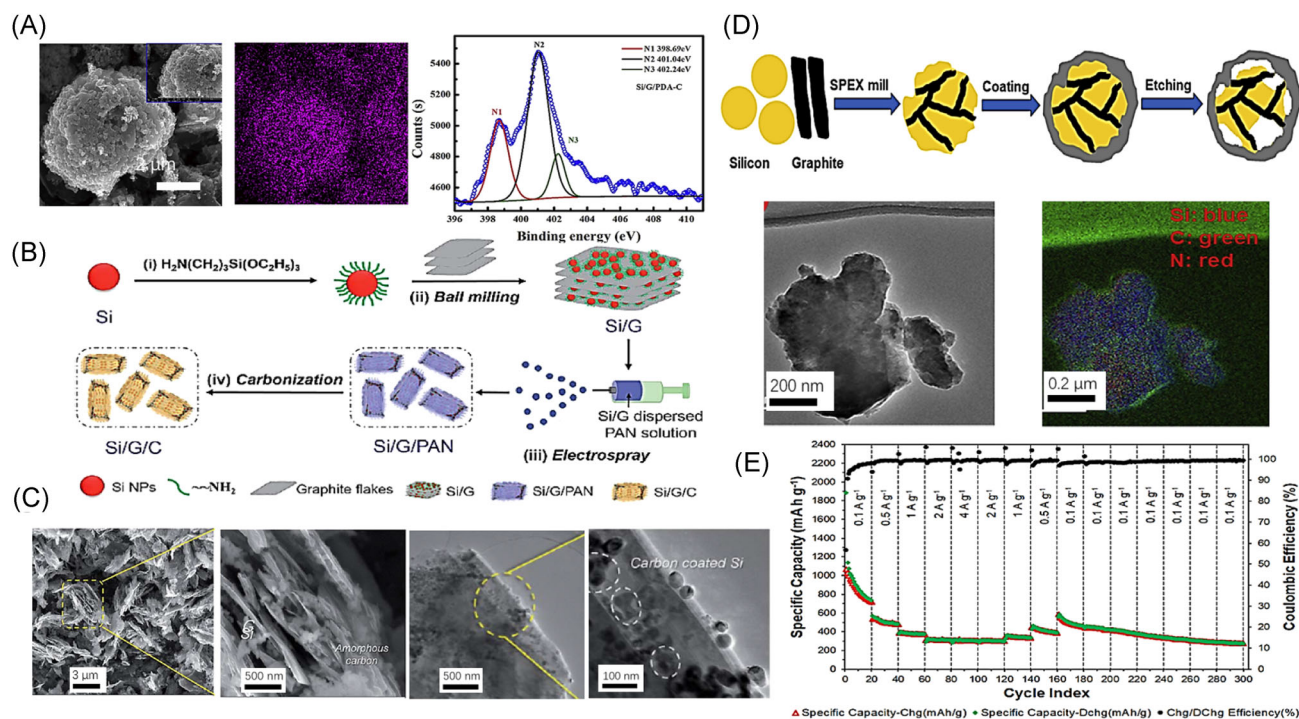 (A)
1 μm
N2
N1 398.69eV
N2 401.04eV
N3 402.24eV
Si/G/PDA-C
N1
N3
Counts (s)
5400
5200
5000
4800
4600
396 398 400 402 404 406 408 410
Binding energy (eV)
(B)
(i) H₂N(CH₂)₃Si(OC₂H₅)₃
Si
(ii) Ball milling
Si/G
(iv) Carbonization
Si/G/C
Si/G/PAN
Si/G dispersed
PAN solution
(iii) Electrospray
Si NPs
~~NH₂
Graphite flakes
Si/G
Si/G/PAN
Si/G/C
(C)
3 μm
Si
Amorphous
carbon
500 nm
500 nm
Carbon coated Si
100 nm
(D)
SPEX mill
Coating
Etching
Silicon
Graphite
200 nm
Si: blue
C: green
N: red
0.2 μm
(E)
Specific Capacity (mA h g⁻¹)
2400
2200
2000
1800
1600
1400
1200
1000
800
600
400
200
0
0.1 A g⁻¹
0.5 A g⁻¹
1 A g⁻¹
2 A g⁻¹
4 A g⁻¹
2 A g⁻¹
1 A g⁻¹
0.5 A g⁻¹
0.1 A g⁻¹
0.1 A g⁻¹
0.1 A g⁻¹
0.1 A g⁻¹
0.1 A g⁻¹
0.1 A g⁻¹
0.1 A g⁻¹
100
90
80
70
60
50
40
30
20
10
0
Coulombic Efficiency (%)
0 20 40 60 80 100 120 140 160 180 200 220 240 260 280 300
Cycle Index
Specific Capacity-Chg(mAh/g)
Specific Capacity-Dchg(mAh/g)
Chg/DChg Efficiency(%)